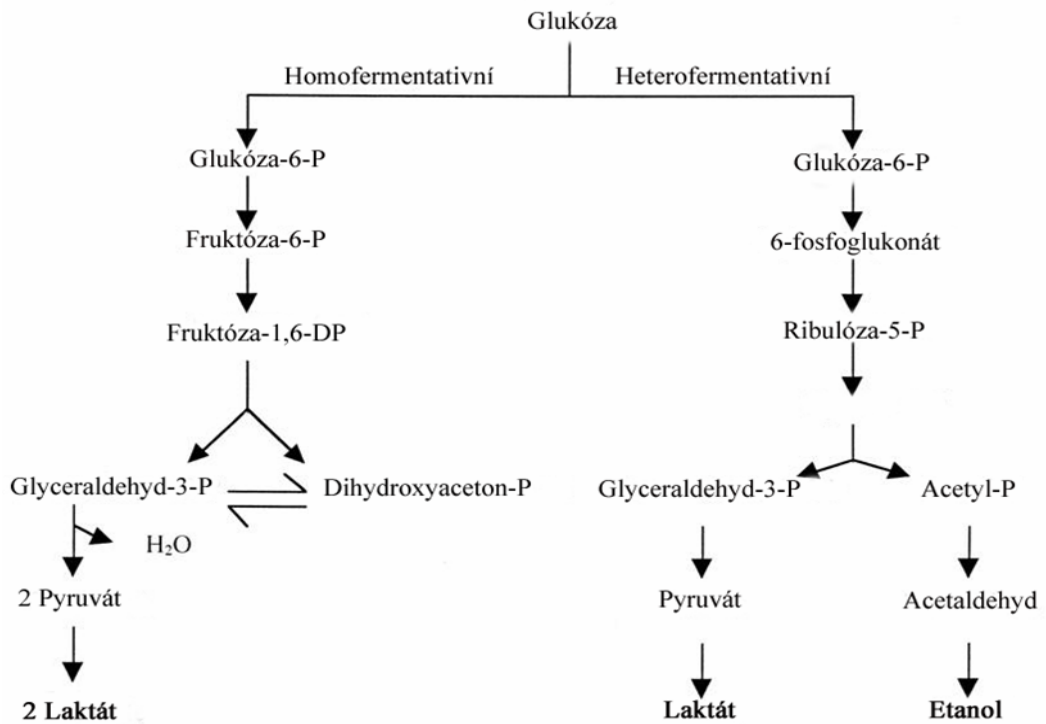 Glukóza
Homofermentativní
Heterofermentativní
Glukóza-6-P
Glukóza-6-P
Fruktóza-6-P
6-fosfoglukonát
Fruktóza-1,6-DP
Ribulóza-5-P
Glyceraldehyd-3-P
Dihydroxyaceton-P
Glyceraldehyd-3-P
Acetyl-P
H₂O
2 Pyruvát
Pyruvát
Acetaldehyd
2 Laktát
Laktát
Etanol